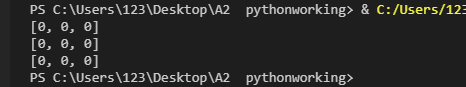 PS C:\Users\123\Desktop\A2  pythonworking> & C:/Users/123
[0, 0, 0]
[0, 0, 0]
[0, 0, 0]
PS C:\Users\123\Desktop\A2  pythonworking>